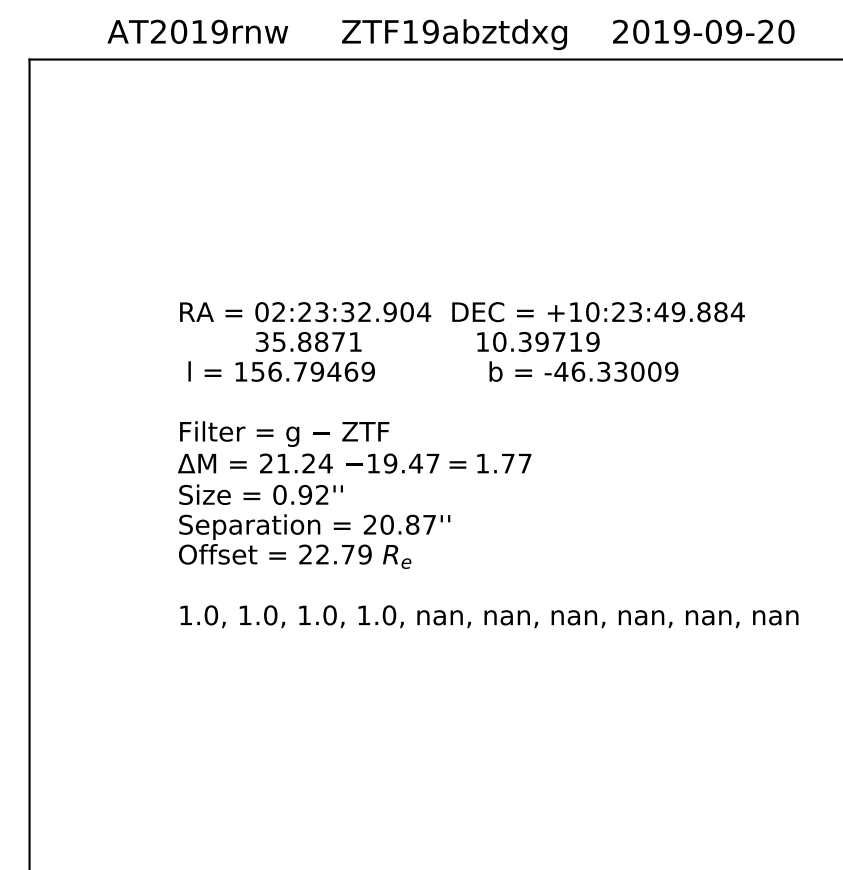 AT2019rnw ZTF19abztdxg 2019-09-20
RA = 02:23:32.904 DEC = +10:23:49.884
35.8871 10.39719
l = 156.79469 b = -46.33009
Filter = g − ZTF
ΔM = 21.24 −19.47 = 1.77
Size = 0.92''
Separation = 20.87''
Offset = 22.79 Rₑ
1.0, 1.0, 1.0, 1.0, nan, nan, nan, nan, nan, nan